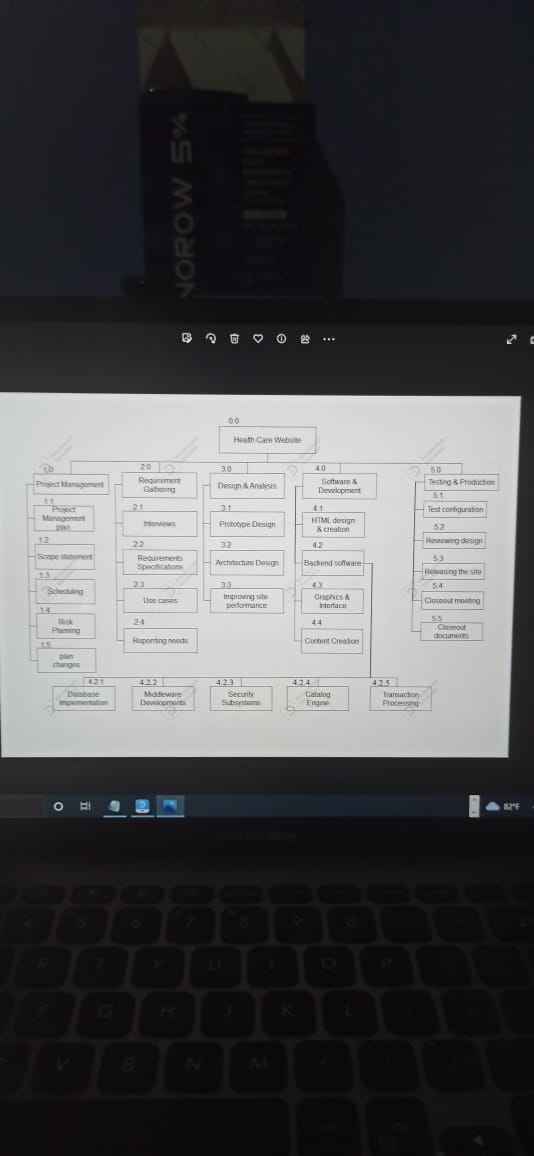 NOROW 5%
0.0
Health Care Website
1.0
Project Management
1.1
Project
Management
plan
1.2
Scope statement
1.3
Scheduling
1.4
Risk
Planning
1.5
plan
changes
2.0
Requirement
Gathering
2.1
Interviews
2.2
Requirements
Specifications
2.3
Use cases
2.4
Reporting needs
3.0
Design & Analysis
3.1
Prototype Design
3.2
Architecture Design
3.3
Improving site
performance
4.0
Software &
Development
4.1
HTML design
& creation
4.2
Backend software
4.3
Graphics &
Interface
4.4
Content Creation
5.0
Testing & Production
5.1
Test configuration
5.2
Reviewing design
5.3
Releasing the site
5.4
Closeout meeting
5.5
Closeout
documents
4.2.1
Database
implementation
4.2.2
Middleware
Developments
4.2.3
Security
Subsystems
4.2.4
Catalog
Engine
4.2.5
Transaction
Processing
82°F
4 5 6 7 8 9 0
R T Y U I O P
F G H J K L
V B N M